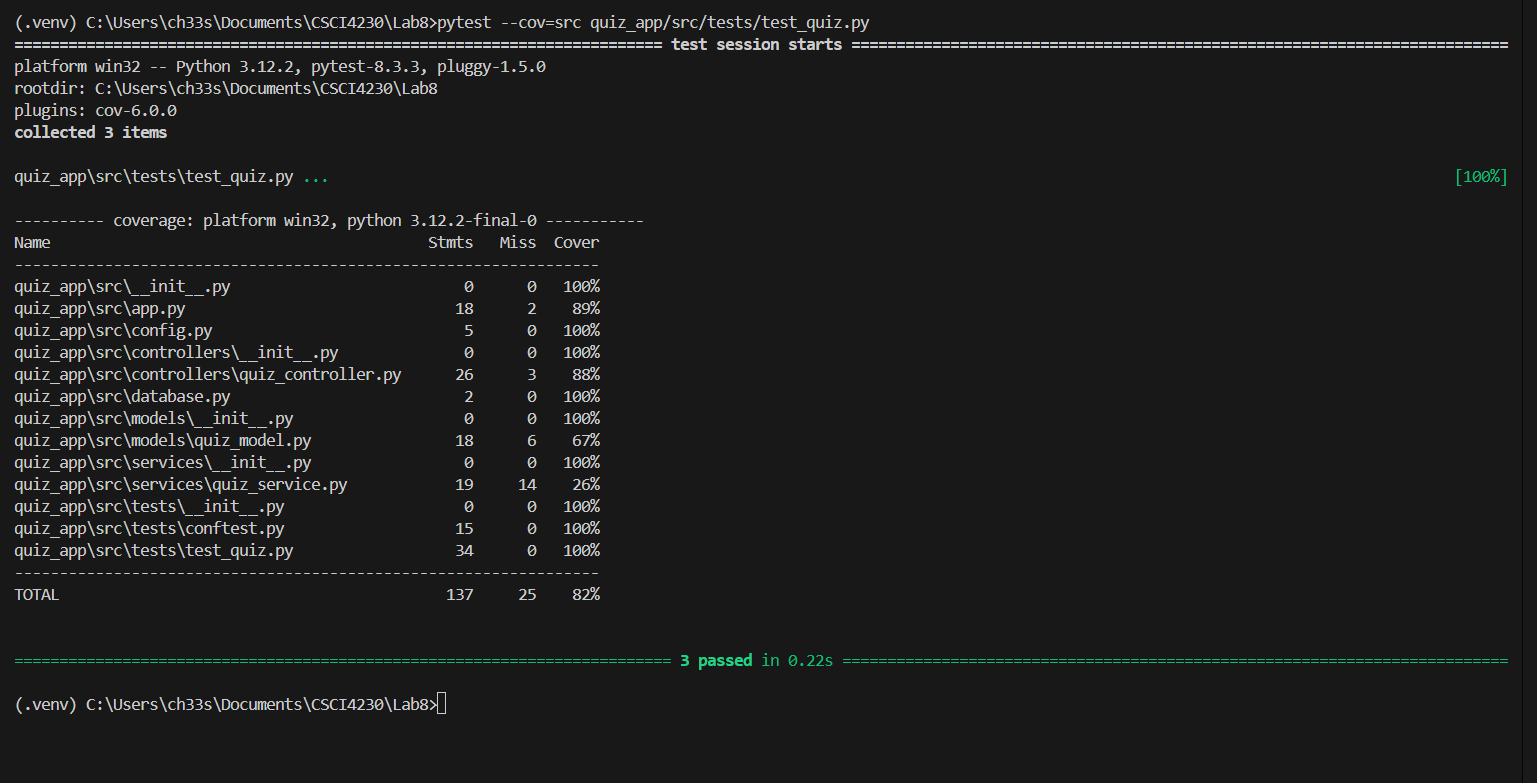 (.venv) C:\Users\ch33s\Documents\CSCI4230\Lab8>pytest --cov=src quiz_app/src/tests/test_quiz.py
======================================================================== test session starts =========================================================================
platform win32 -- Python 3.12.2, pytest-8.3.3, pluggy-1.5.0
rootdir: C:\Users\ch33s\Documents\CSCI4230\Lab8
plugins: cov-6.0.0
collected 3 items
quiz_app\src\tests\test_quiz.py ... [100%]
---------- coverage: platform win32, python 3.12.2-final-0 -----------
Name Stmts Miss Cover
-----------------------------------------------------------------
quiz_app\src\__init__.py 0 0 100%
quiz_app\src\app.py 18 2 89%
quiz_app\src\config.py 5 0 100%
quiz_app\src\controllers\__init__.py 0 0 100%
quiz_app\src\controllers\quiz_controller.py 26 3 88%
quiz_app\src\database.py 2 0 100%
quiz_app\src\models\__init__.py 0 0 100%
quiz_app\src\models\quiz_model.py 18 6 67%
quiz_app\src\services\__init__.py 0 0 100%
quiz_app\src\services\quiz_service.py 19 14 26%
quiz_app\src\tests\__init__.py 0 0 100%
quiz_app\src\tests\conftest.py 15 0 100%
quiz_app\src\tests\test_quiz.py 34 0 100%
-----------------------------------------------------------------
TOTAL 137 25 82%
========================================================================= 3 passed in 0.22s ==========================================================================
(.venv) C:\Users\ch33s\Documents\CSCI4230\Lab8>